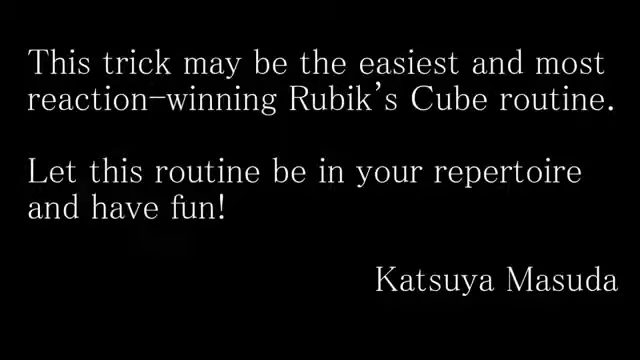 This trick may be the easiest and most
reaction-winning Rubik's Cube routine.
Let this routine be in your repertoire
and have fun!
Katsuya Masuda